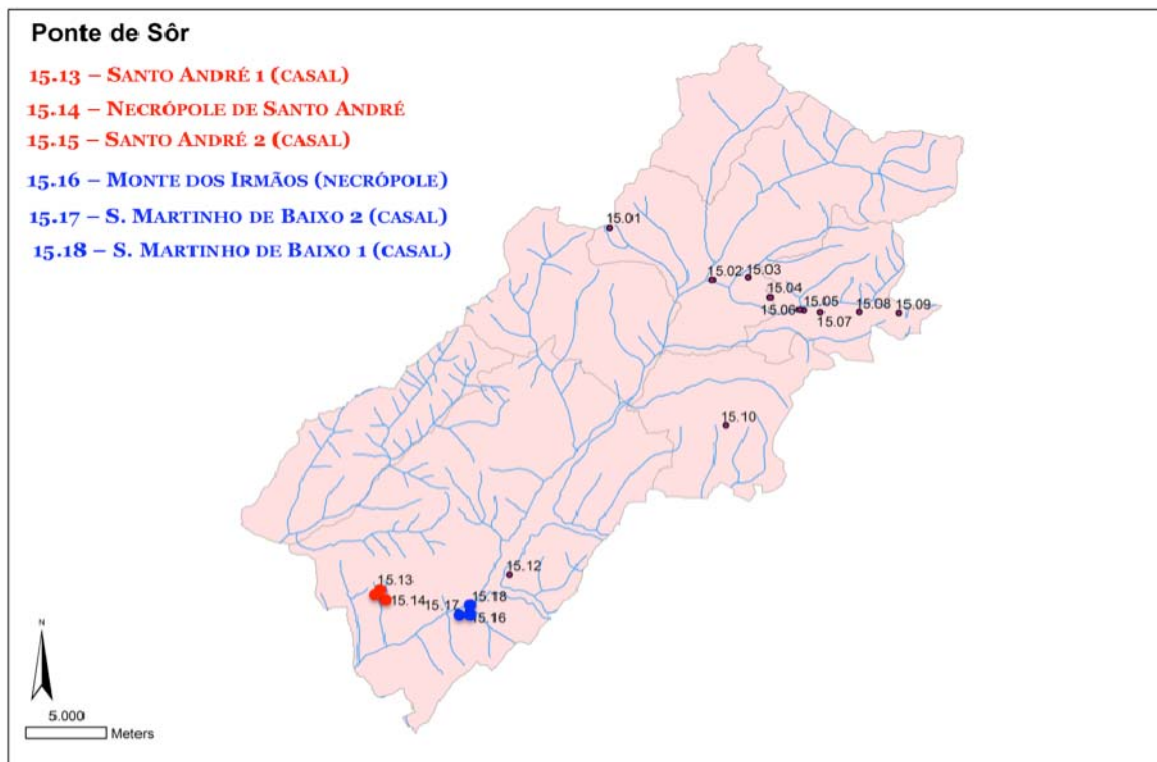 Ponte de Sôr
15.13 – SANTO ANDRÉ 1 (CASAL)
15.14 – NECRÓPOLE DE SANTO ANDRÉ
15.15 – SANTO ANDRÉ 2 (CASAL)
15.16 – MONTE DOS IRMÃOS (NECRÓPOLE)
15.17 – S. MARTINHO DE BAIXO 2 (CASAL)
15.18 – S. MARTINHO DE BAIXO 1 (CASAL)
15.01
15.02
15.03
15.04
15.05
15.06
15.07
15.08
15.09
15.10
15.12
15.13
15.14
15.17
15.18
15.16
N
5.000
Meters